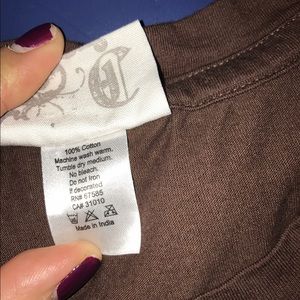 100% Cotton
Machine wash warm.
Tumble dry medium.
No bleach.
Do not Iron
If decorated
RN# 67585
CA# 31010
Made in India